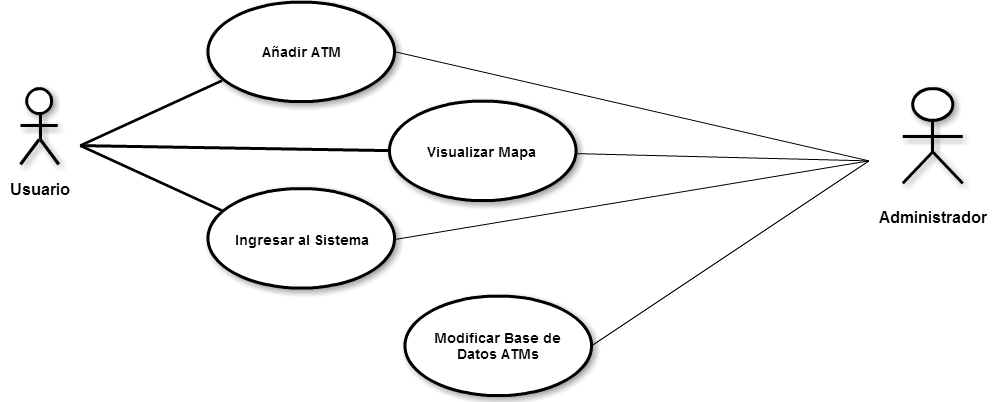 Añadir ATM
Visualizar Mapa
Usuario
Administrador
Ingresar al Sistema
Modificar Base de
Datos ATMs